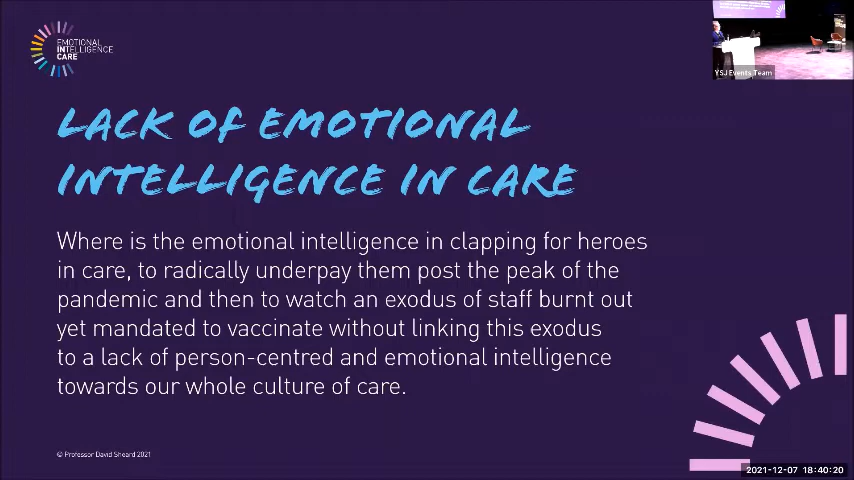 EMOTIONAL
INTELLIGENCE
CARE
YSJ Events Team
LACK OF EMOTIONAL
INTELLIGENCE IN CARE
Where is the emotional intelligence in clapping for heroes
in care, to radically underpay them post the peak of the
pandemic and then to watch an exodus of staff burnt out
yet mandated to vaccinate without linking this exodus
to a lack of person-centred and emotional intelligence
towards our whole culture of care.
© Professor David Sheard 2021
2021-12-07 18:40:20